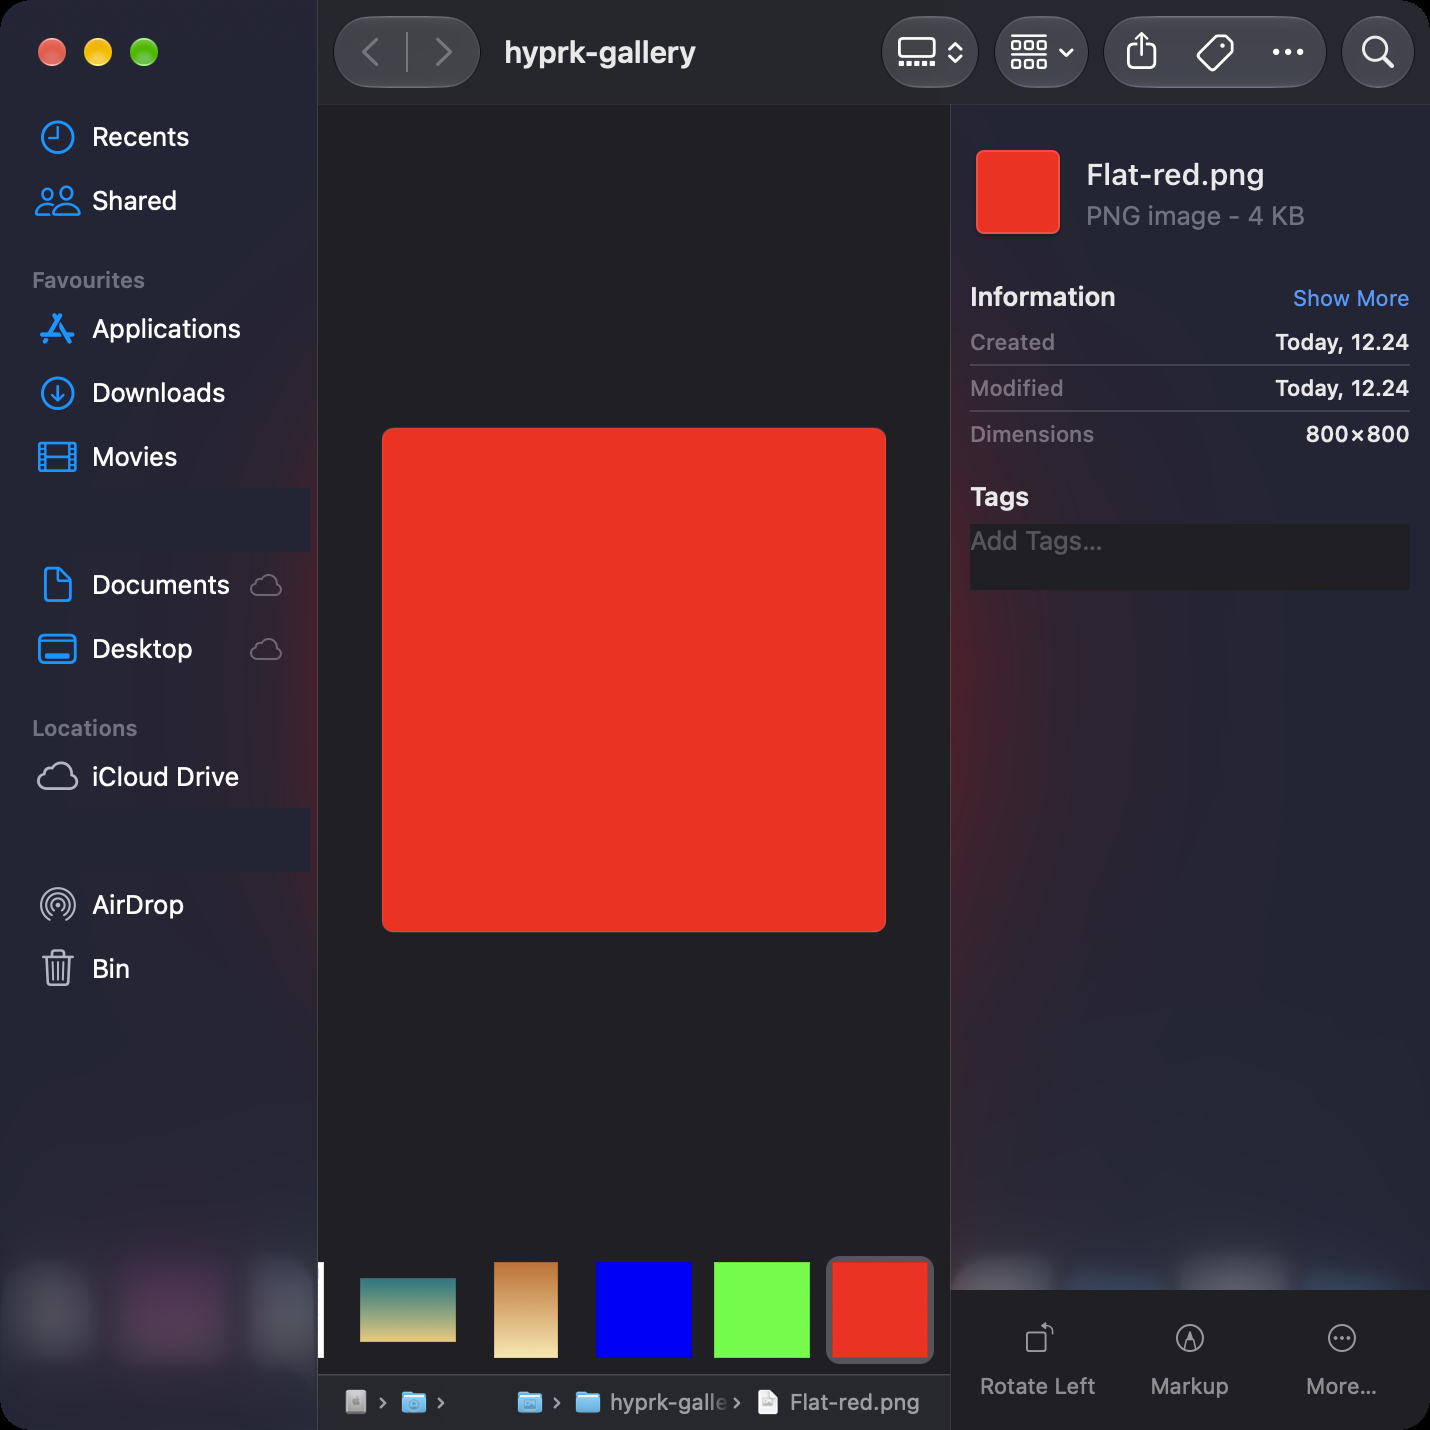 hyprk-gallery
Recents
Shared
Favourites
Applications
Downloads
Movies
Documents
Desktop
Locations
iCloud Drive
AirDrop
Bin
Flat-red.png
PNG image - 4 KB
Information Show More
Created Today, 12.24
Modified Today, 12.24
Dimensions 800×800
Tags
Add Tags...
Rotate Left Markup More...
hyprk-galle Flat-red.png